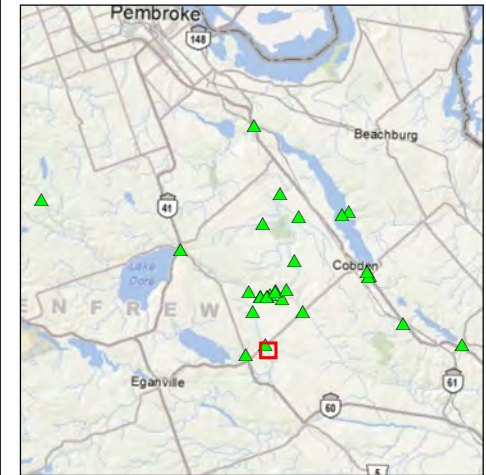 Pembroke
148
Beachburg
41
Lake
Dore
Cobden
E N F R E W
Eganville
61
60
5